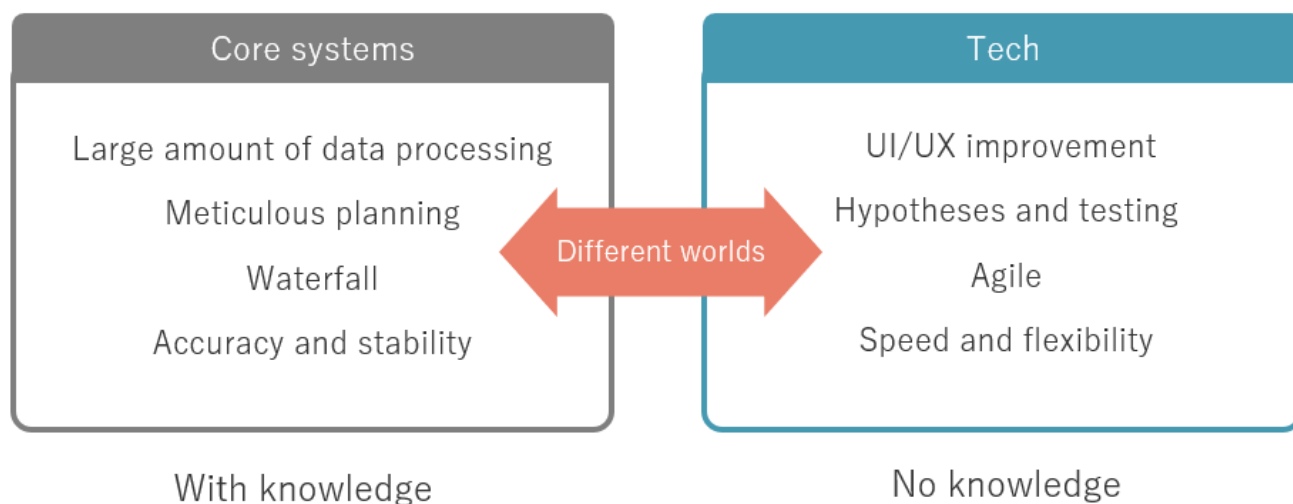 Core systems
Large amount of data processing
Meticulous planning
Waterfall
Accuracy and stability
With knowledge
Different worlds
Tech
UI/UX improvement
Hypotheses and testing
Agile
Speed and flexibility
No knowledge